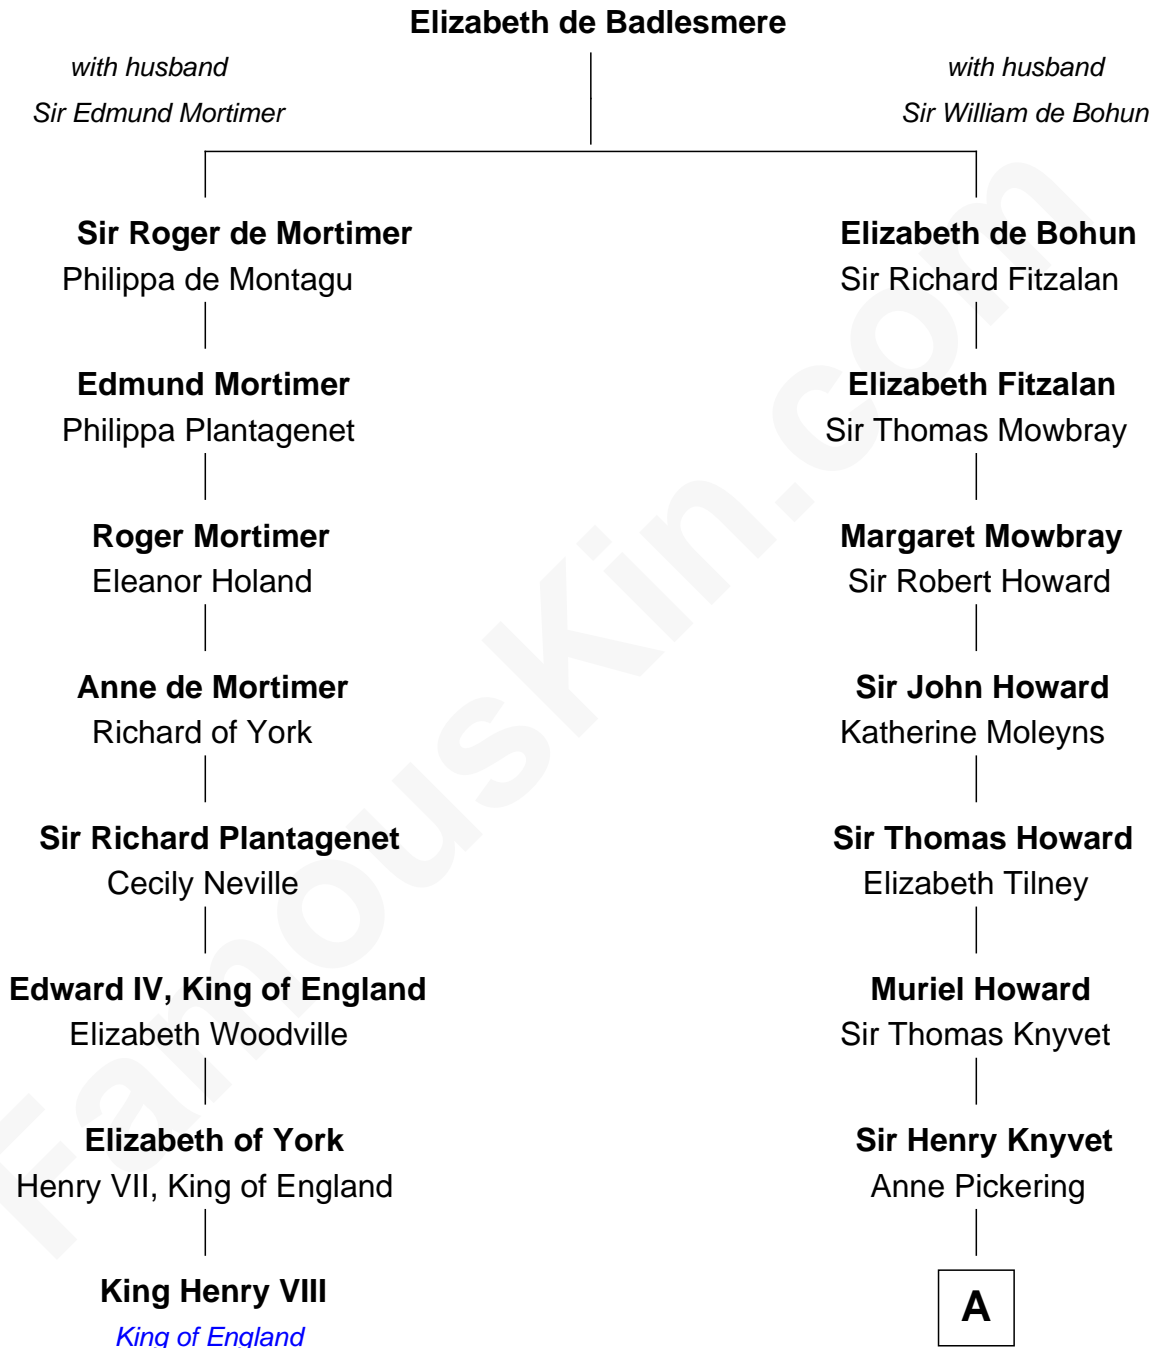 Elizabeth de Badlesmere
with husband
Sir Edmund Mortimer
with husband
Sir William de Bohun
Sir Roger de Mortimer
Philippa de Montagu
Elizabeth de Bohun
Sir Richard Fitzalan
Edmund Mortimer
Philippa Plantagenet
Elizabeth Fitzalan
Sir Thomas Mowbray
Roger Mortimer
Eleanor Holand
Margaret Mowbray
Sir Robert Howard
Anne de Mortimer
Richard of York
Sir John Howard
Katherine Moleyns
Sir Richard Plantagenet
Cecily Neville
Sir Thomas Howard
Elizabeth Tilney
Edward IV, King of England
Elizabeth Woodville
Muriel Howard
Sir Thomas Knyvet
Elizabeth of York
Henry VII, King of England
Sir Henry Knyvet
Anne Pickering
King Henry VIII
King of England
A
FamousKin.com